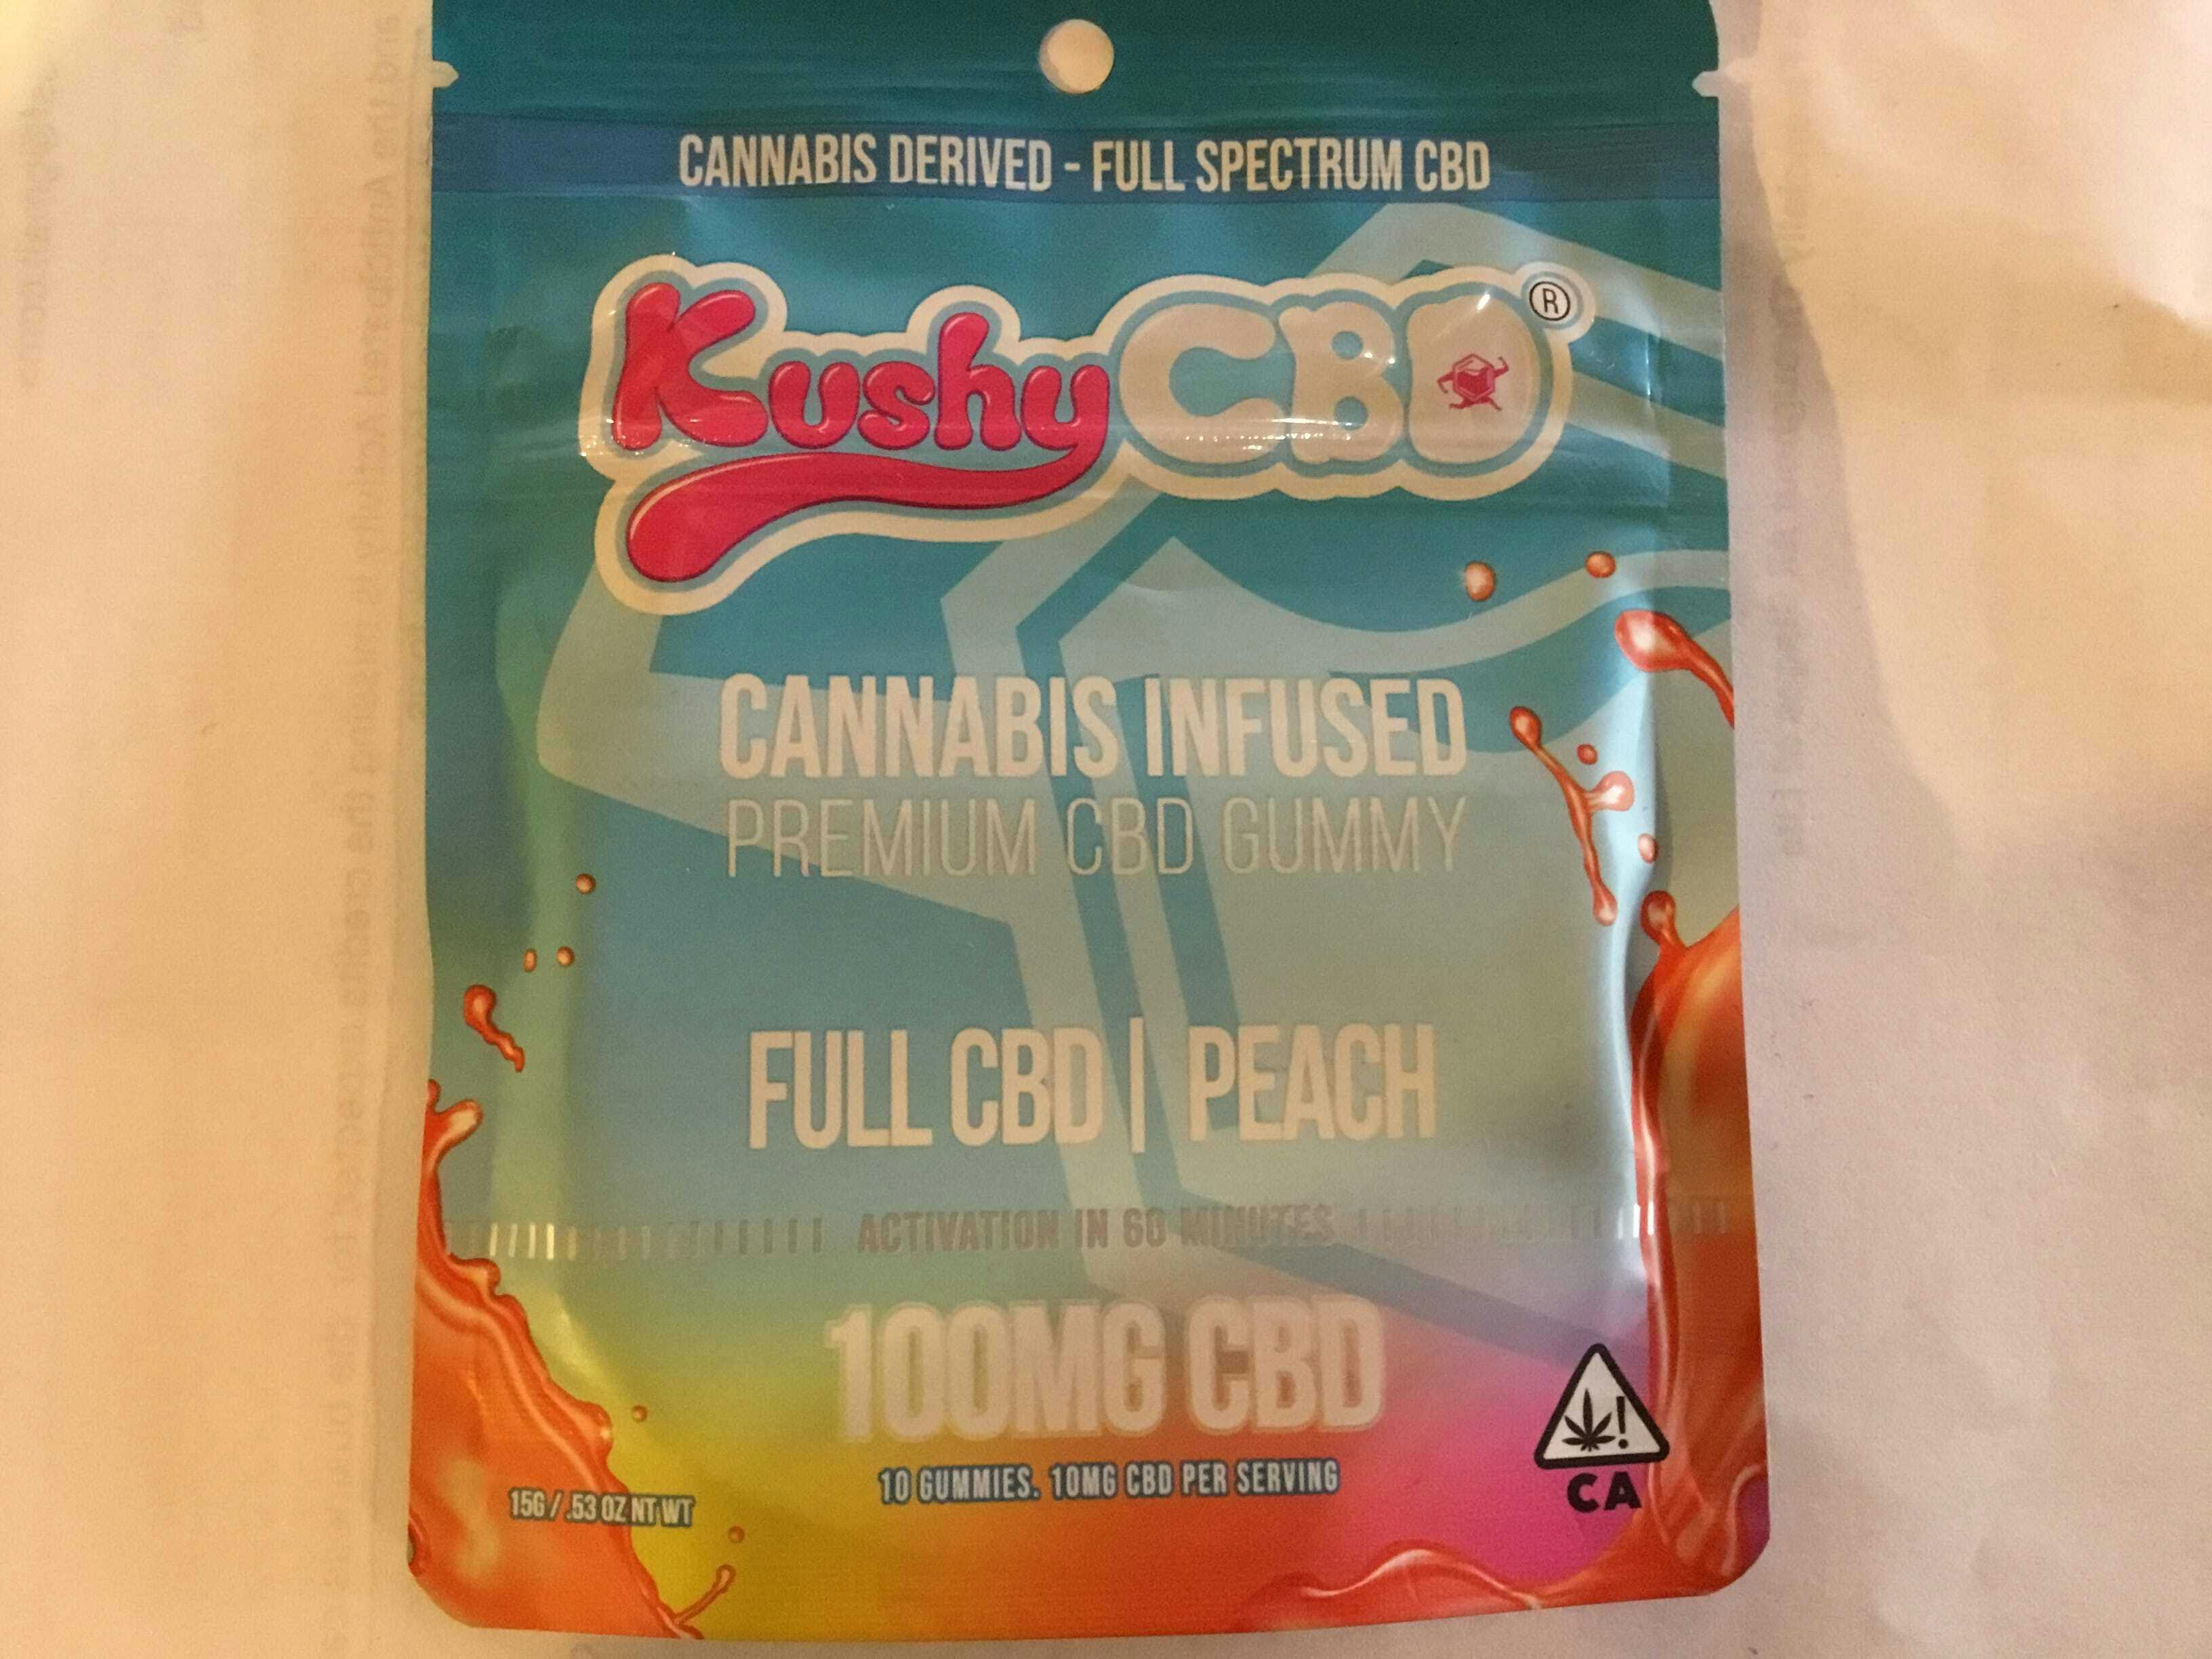 CANNABIS DERIVED - FULL SPECTRUM CBD
KushyCBD®
CANNABIS INFUSED
PREMIUM CBD GUMMY
FULL CBD | PEACH
ACTIVATION IN 60 MINUTES
100MG CBD
10 GUMMIES. 10MG CBD PER SERVING
15G / .53 OZ NT WT
!
CA